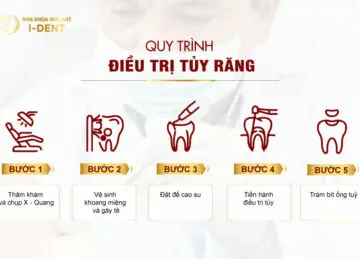 NHA KHOA IMPLANT
I-DENT
QUY TRÌNH
ĐIỀU TRỊ TỦY RĂNG
BƯỚC 1
BƯỚC 2
BƯỚC 3
BƯỚC 4
BƯỚC 5
Thăm khám
và chụp X - Quang
Vệ sinh
khoang miệng
và gây tê
Đặt đế cao su
Tiến hành
điều trị tủy
Trám bít ống tuỷ